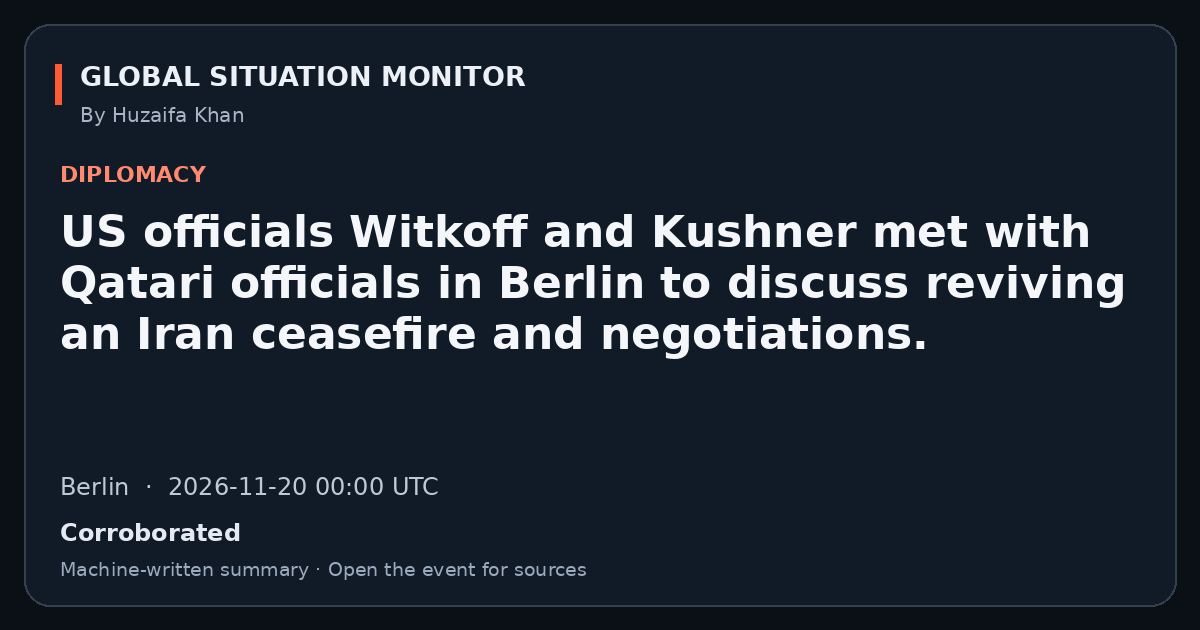 GLOBAL SITUATION MONITOR
By Huzaifa Khan
DIPLOMACY
US officials Witkoff and Kushner met with
Qatari officials in Berlin to discuss reviving
an Iran ceasefire and negotiations.
Berlin · 2026-11-20 00:00 UTC
Corroborated
Machine-written summary · Open the event for sources